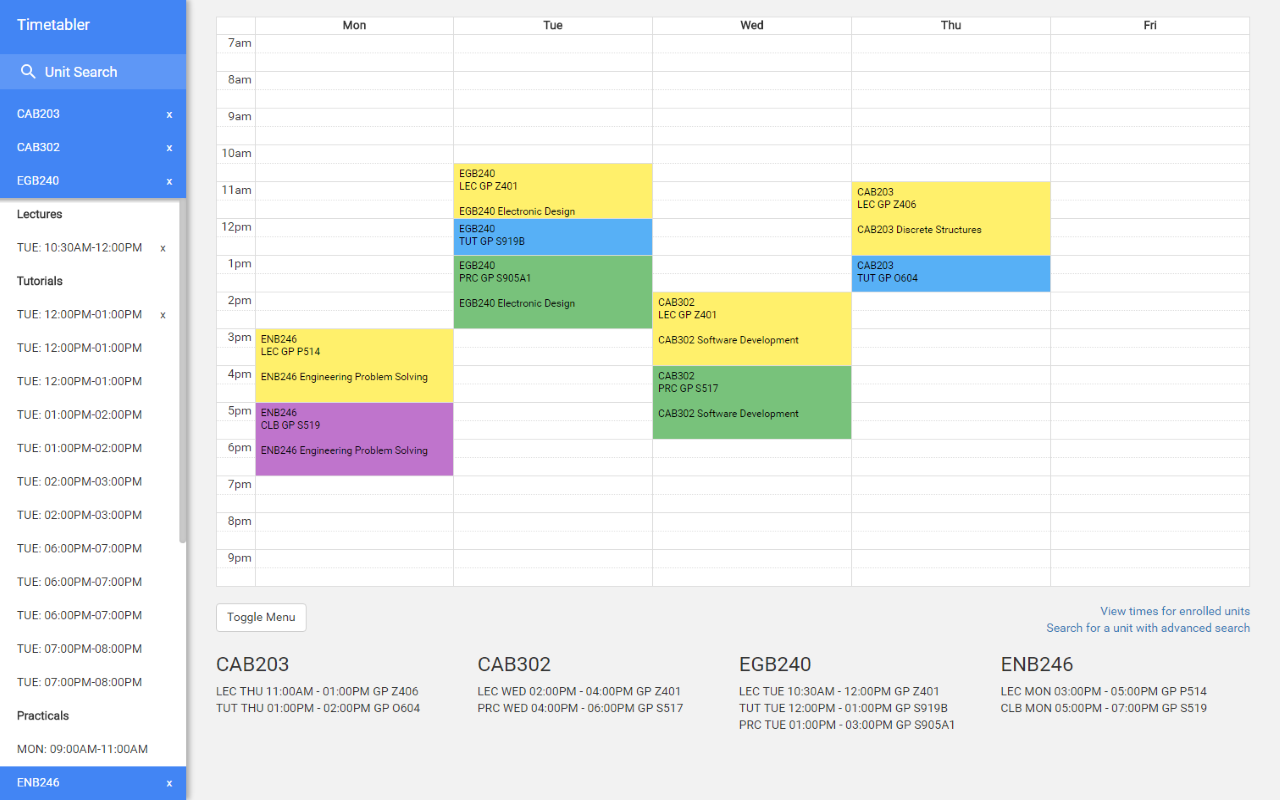 Timetabler
Unit Search
CAB203 x
CAB302 x
EGB240 x
Lectures
TUE: 10:30AM-12:00PM x
Tutorials
TUE: 12:00PM-01:00PM x
TUE: 12:00PM-01:00PM
TUE: 12:00PM-01:00PM
TUE: 01:00PM-02:00PM
TUE: 01:00PM-02:00PM
TUE: 02:00PM-03:00PM
TUE: 02:00PM-03:00PM
TUE: 06:00PM-07:00PM
TUE: 06:00PM-07:00PM
TUE: 06:00PM-07:00PM
TUE: 07:00PM-08:00PM
TUE: 07:00PM-08:00PM
Practicals
MON: 09:00AM-11:00AM
ENB246 x
Mon Tue Wed Thu Fri
7am
8am
9am
10am
11am
12pm
1pm
2pm
3pm
4pm
5pm
6pm
7pm
8pm
9pm
ENB246
LEC GP P514
ENB246 Engineering Problem Solving
ENB246
CLB GP S519
ENB246 Engineering Problem Solving
EGB240
LEC GP Z401
EGB240 Electronic Design
EGB240
TUT GP S919B
EGB240
PRC GP S905A1
EGB240 Electronic Design
CAB302
LEC GP Z401
CAB302 Software Development
CAB302
PRC GP S517
CAB302 Software Development
CAB203
LEC GP Z406
CAB203 Discrete Structures
CAB203
TUT GP O604
Toggle Menu
View times for enrolled units
Search for a unit with advanced search
CAB203
LEC THU 11:00AM - 01:00PM GP Z406
TUT THU 01:00PM - 02:00PM GP O604
CAB302
LEC WED 02:00PM - 04:00PM GP Z401
PRC WED 04:00PM - 06:00PM GP S517
EGB240
LEC TUE 10:30AM - 12:00PM GP Z401
TUT TUE 12:00PM - 01:00PM GP S919B
PRC TUE 01:00PM - 03:00PM GP S905A1
ENB246
LEC MON 03:00PM - 05:00PM GP P514
CLB MON 05:00PM - 07:00PM GP S519